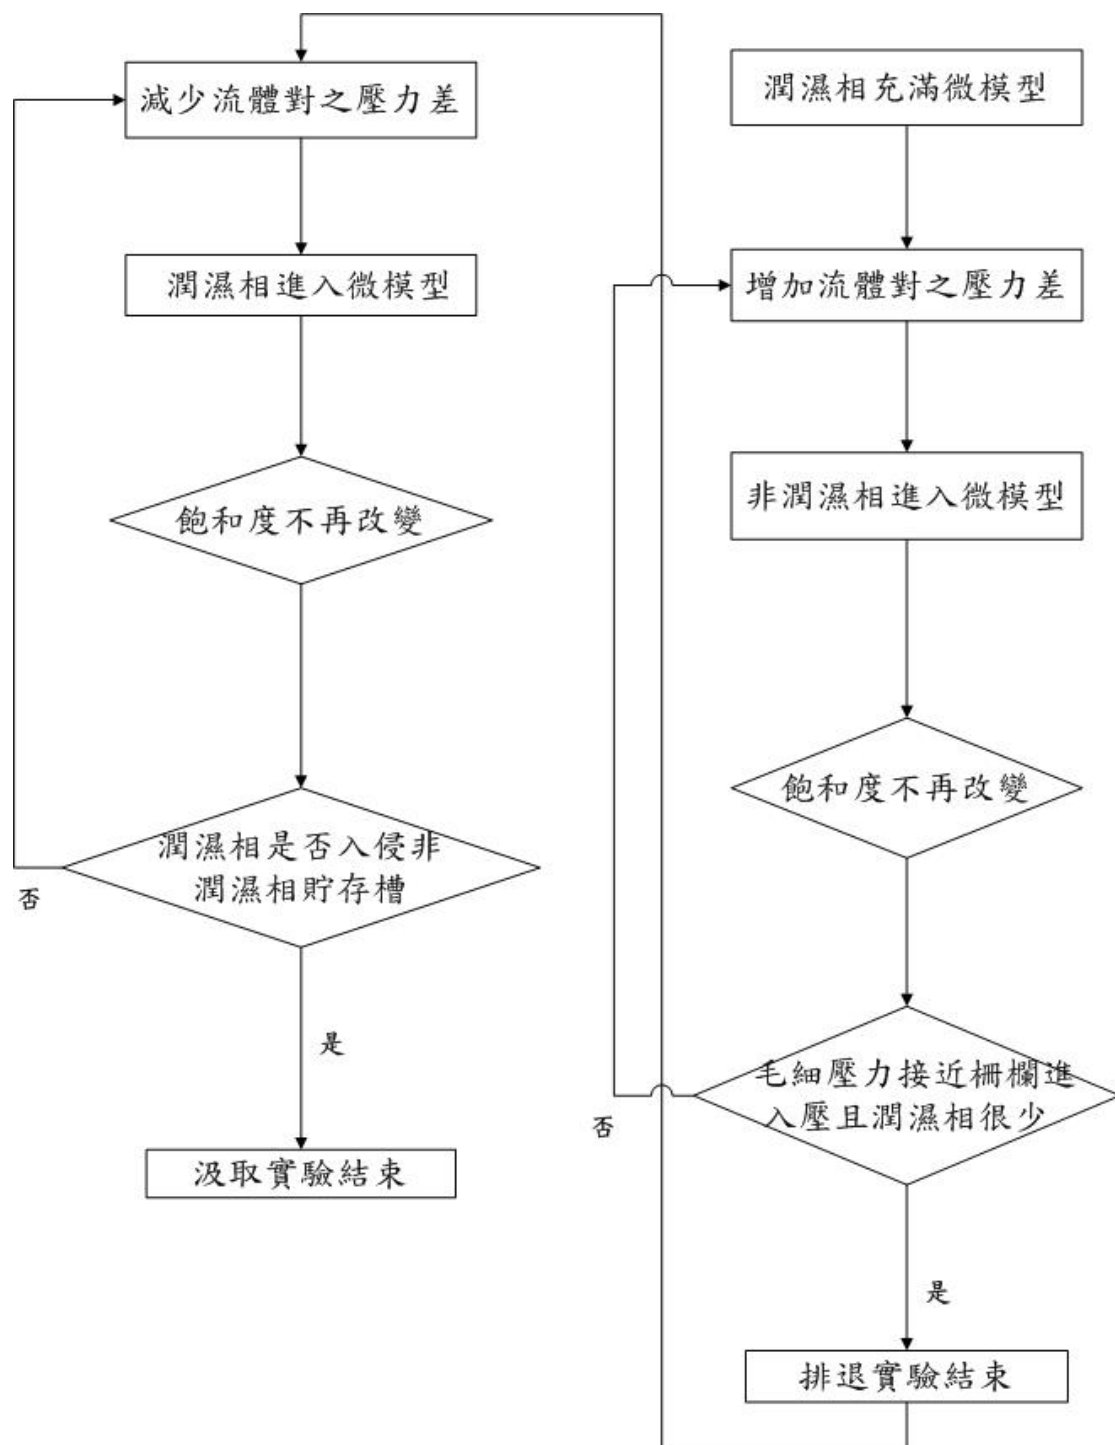 減少流體對之壓力差
潤濕相進入微模型
飽和度不再改變
潤濕相是否入侵非
潤濕相貯存槽
否
是
汲取實驗結束
潤濕相充滿微模型
增加流體對之壓力差
非潤濕相進入微模型
飽和度不再改變
毛細壓力接近柵欄進
入壓且潤濕相很少
否
是
排退實驗結束